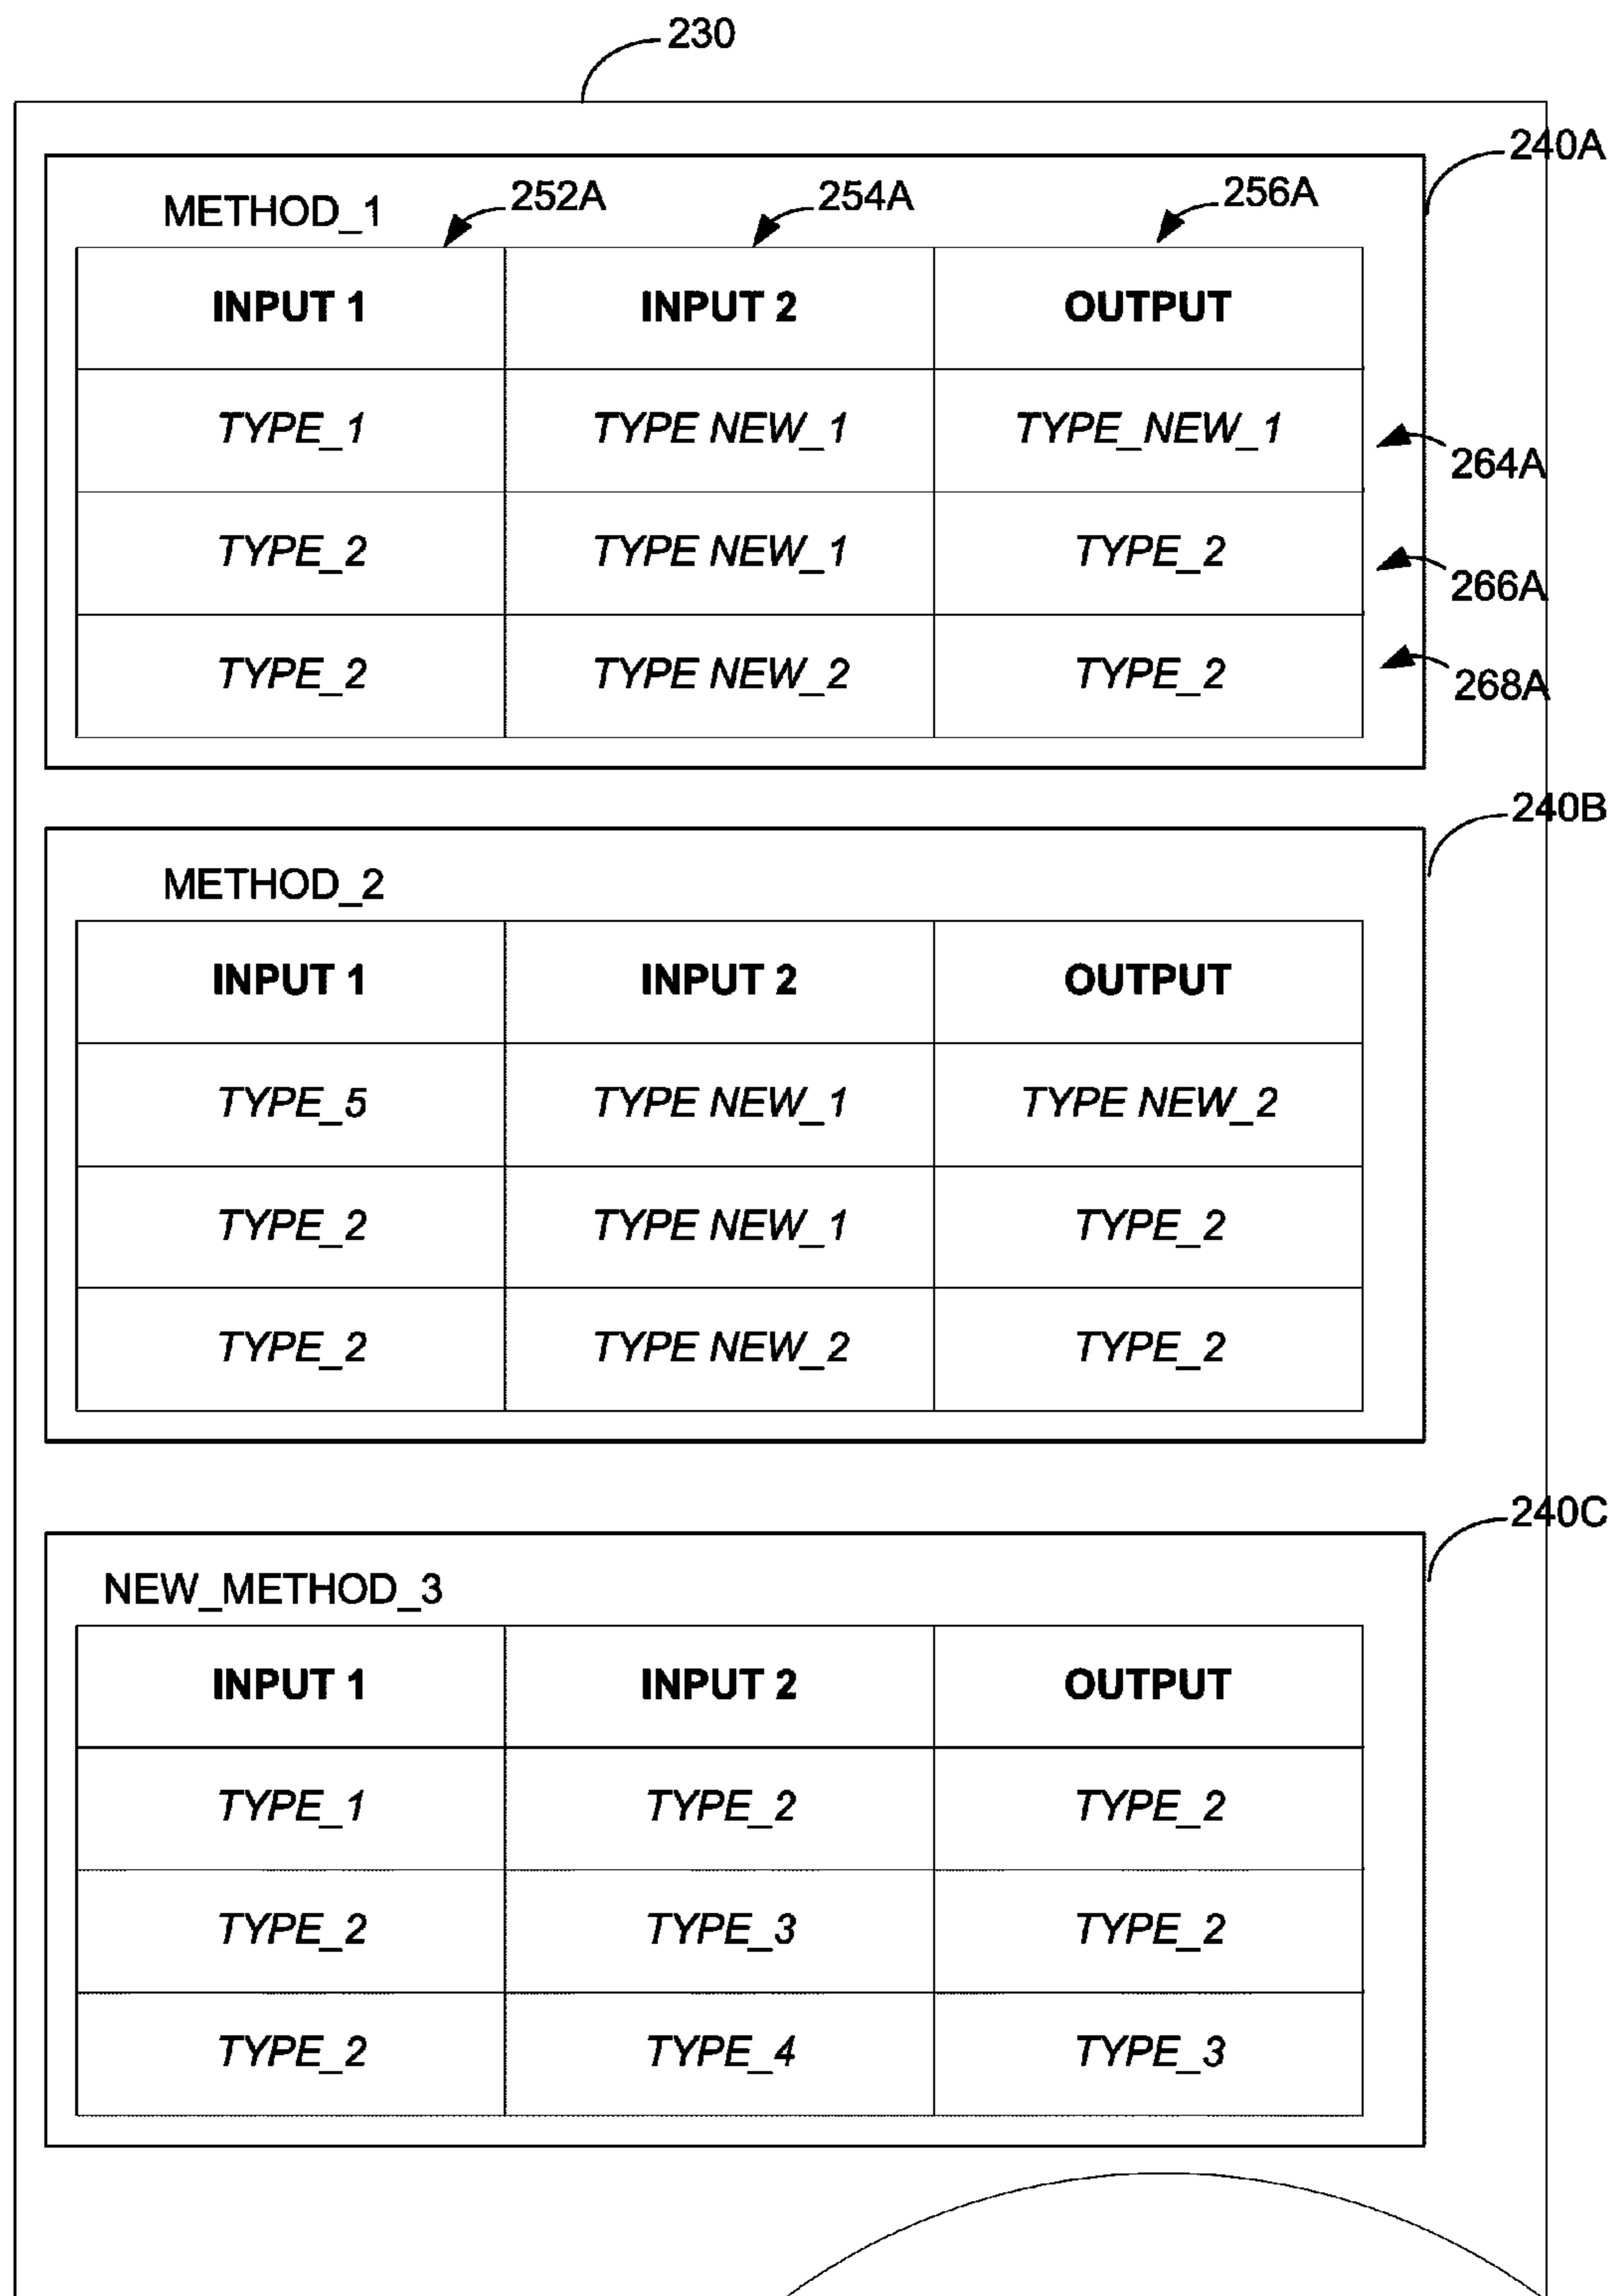 230
240A
METHOD_1 252A 254A 256A
INPUT 1 INPUT 2 OUTPUT
TYPE_1 TYPE NEW_1 TYPE_NEW_1
264A
TYPE_2 TYPE NEW_1 TYPE_2
266A
TYPE_2 TYPE NEW_2 TYPE_2
268A
240B
METHOD_2
INPUT 1 INPUT 2 OUTPUT
TYPE_5 TYPE NEW_1 TYPE NEW_2
TYPE_2 TYPE NEW_1 TYPE_2
TYPE_2 TYPE NEW_2 TYPE_2
240C
NEW_METHOD_3
INPUT 1 INPUT 2 OUTPUT
TYPE_1 TYPE_2 TYPE_2
TYPE_2 TYPE_3 TYPE_2
TYPE_2 TYPE_4 TYPE_3